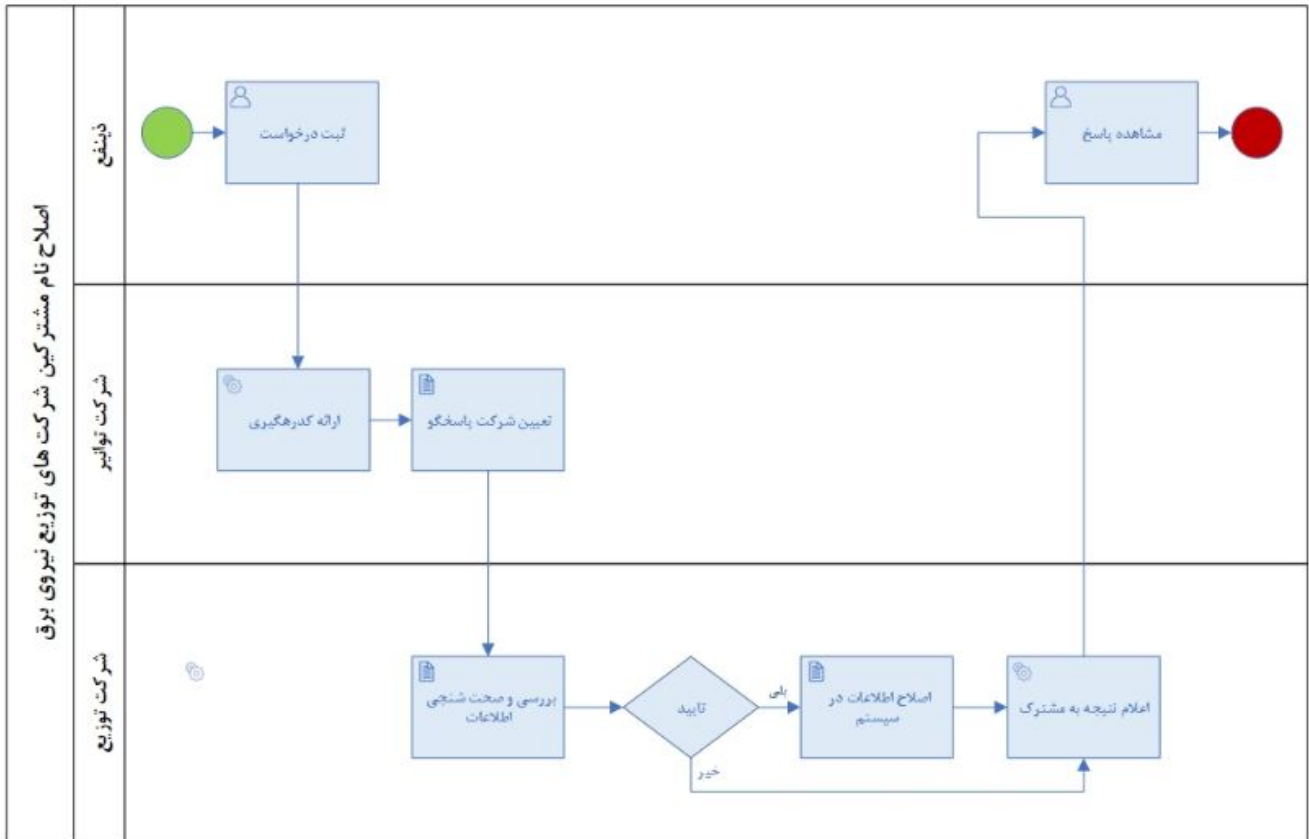 اصلاح نام مشترکین شرکت های توزیع نیروی برق
ذینفع
ثبت درخواست
مشاهده پاسخ
شرکت توانیر
ارائه کدرهگیری
تعیین شرکت پاسخگو
شرکت توزیع
بررسی و صحت شنجی
اطلاعات
تایید
بلی
خیر
اصلاح اطلاعات در
سیستم
اعلام نتیجه به مشترک